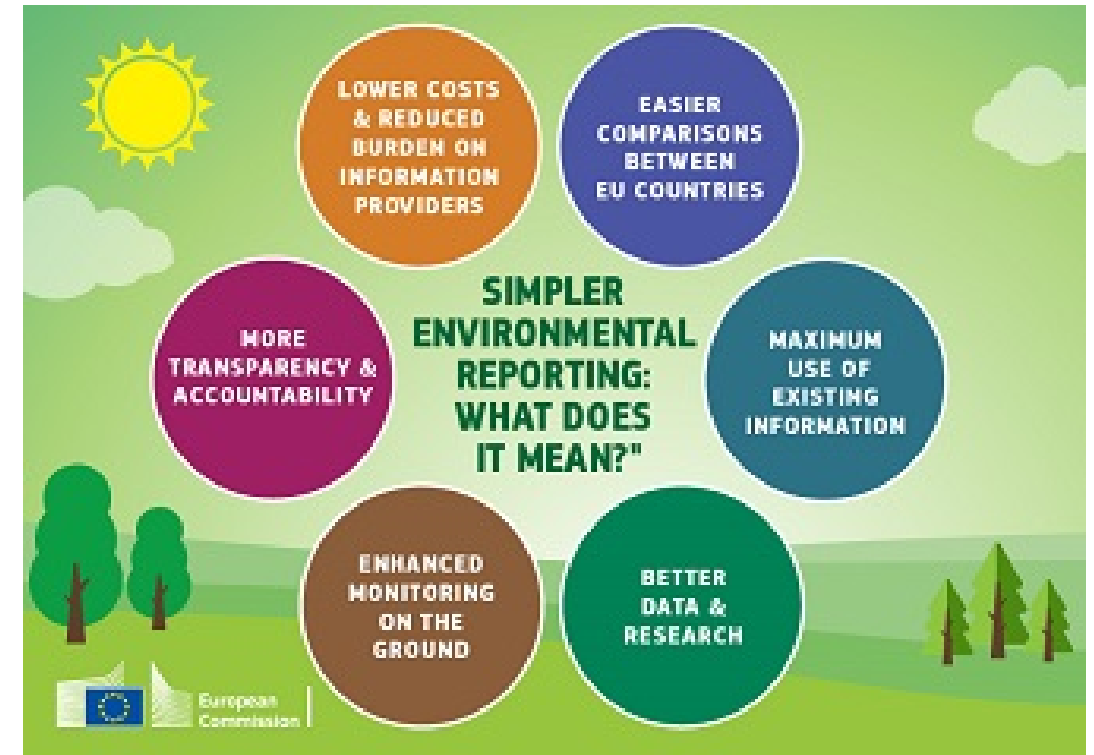 LOWER COSTS
& REDUCED
BURDEN ON
INFORMATION
PROVIDERS
EASIER
COMPARISONS
BETWEEN
EU COUNTRIES
MORE
TRANSPARENCY &
ACCOUNTABILITY
SIMPLER
ENVIRONMENTAL
REPORTING:
WHAT DOES
IT MEAN?"
MAXIMUM
USE OF
EXISTING
INFORMATION
ENHANCED
MONITORING
ON THE
GROUND
BETTER
DATA &
RESEARCH
European
Commission